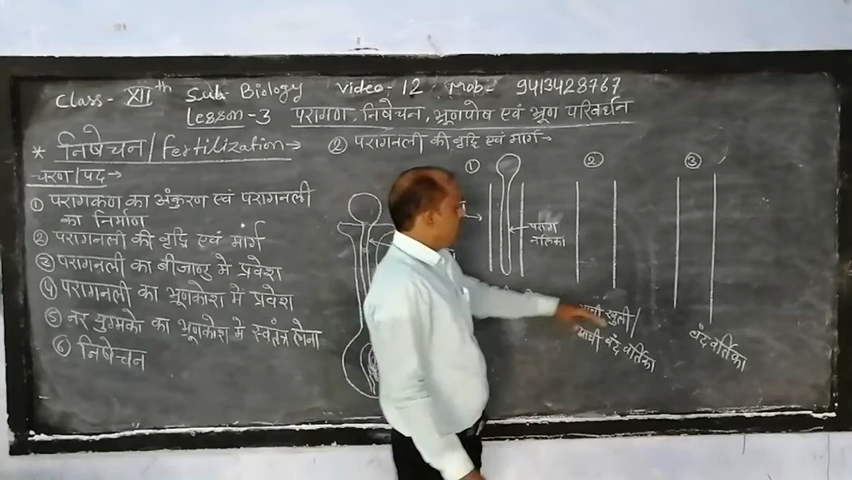 Class- XII th Sub- Biology Video-12 Mob- 9413428767
Lesson-3 परागण, निषेचन, भ्रूणपोष एवं भ्रूण परिवर्धन
* निषेचन/Fertilization→
② परागनली की वृद्धि एवं मार्ग→
चरण/पद→
① परागकण का अंकुरण एवं परागनली
का निर्माण
② परागनली की वृद्धि एवं मार्ग
③ परागनली का बीजाण्ड मे प्रवेश
④ परागनली का भ्रूणकोश में प्रवेश
⑤ नर युग्मको का भ्रूणकोश मे स्वतंत्र होना
⑥ निषेचन
①
②
③
पराग
नलिका
खुली/
बंद वर्तिका
बंद वर्तिका